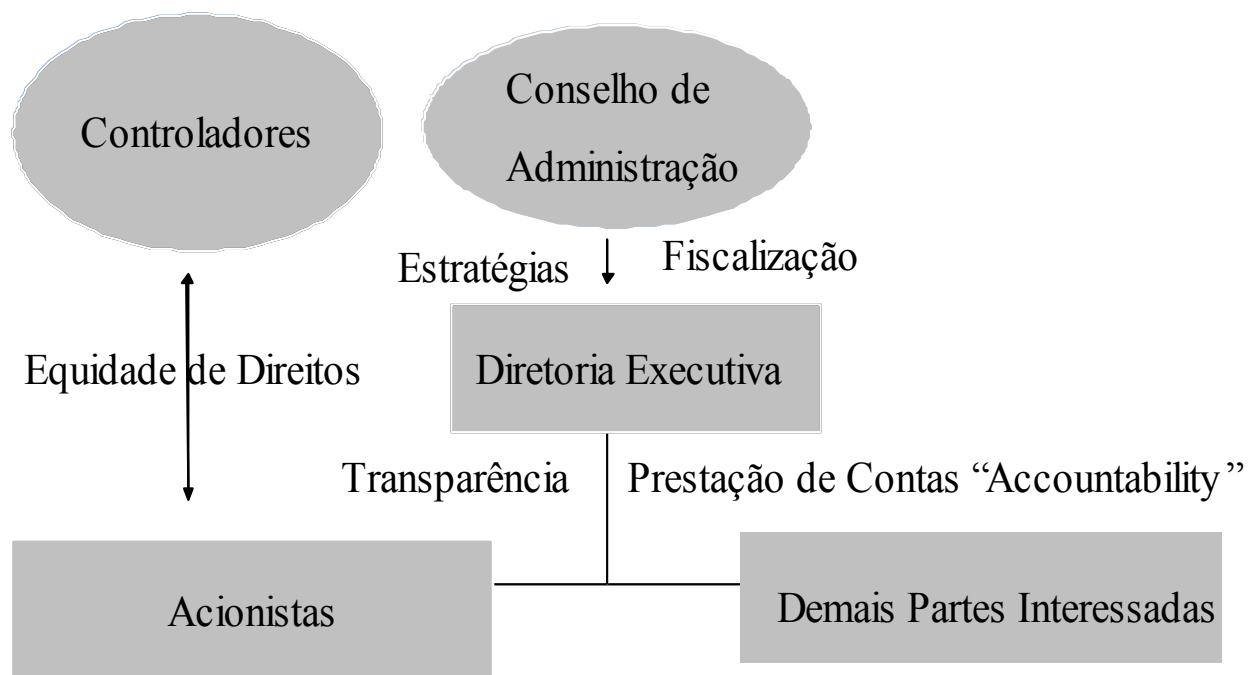 Controladores
Conselho de
Administração
Estratégias
Fiscalização
Equidade de Direitos
Diretoria Executiva
Transparência
Prestação de Contas “Accountability”
Acionistas
Demais Partes Interessadas